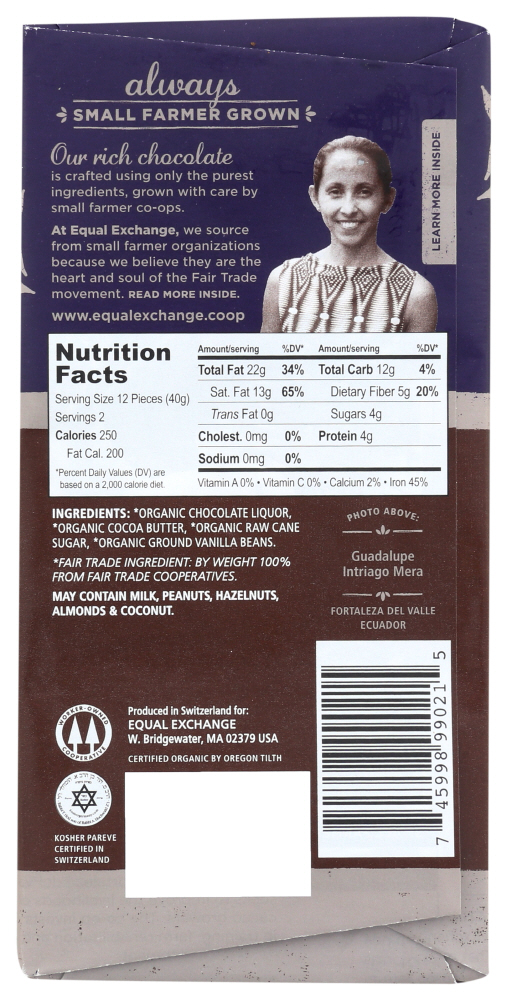 always
SMALL FARMER GROWN
Our rich chocolate
is crafted using only the purest
ingredients, grown with care by
small farmer co-ops.
At Equal Exchange, we source
from small farmer organizations
because we believe they are the
heart and soul of the Fair Trade
movement. READ MORE INSIDE.
www.equalexchange.coop
LEARN MORE INSIDE
Nutrition
Facts
Serving Size 12 Pieces (40g)
Servings 2
Calories 250
Fat Cal. 200
*Percent Daily Values (DV) are
based on a 2,000 calorie diet.
Amount/serving %DV* Amount/serving %DV*
Total Fat 22g 34% Total Carb 12g 4%
Sat. Fat 13g 65% Dietary Fiber 5g 20%
Trans Fat 0g Sugars 4g
Cholest. 0mg 0% Protein 4g
Sodium 0mg 0%
Vitamin A 0% • Vitamin C 0% • Calcium 2% • Iron 45%
INGREDIENTS: *ORGANIC CHOCOLATE LIQUOR,
*ORGANIC COCOA BUTTER, *ORGANIC RAW CANE
SUGAR, *ORGANIC GROUND VANILLA BEANS.
*FAIR TRADE INGREDIENT: BY WEIGHT 100%
FROM FAIR TRADE COOPERATIVES.
MAY CONTAIN MILK, PEANUTS, HAZELNUTS,
ALMONDS & COCONUT.
PHOTO ABOVE:
Guadalupe
Intriago Mera
FORTALEZA DEL VALLE
ECUADOR
WORKER-OWNED
COOPERATIVE
Produced in Switzerland for:
EQUAL EXCHANGE
W. Bridgewater, MA 02379 USA
CERTIFIED ORGANIC BY OREGON TILTH
KOSHER PAREVE
CERTIFIED IN
SWITZERLAND
7 45998 99021 5